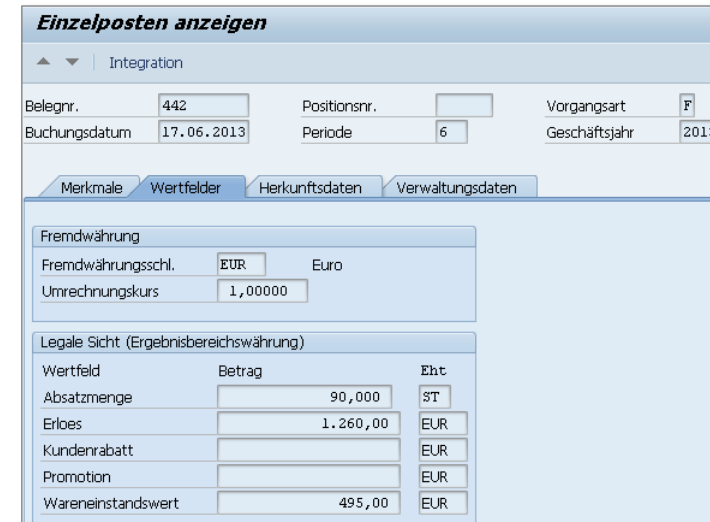 Einzelposten anzeigen
Integration
Belegnr. 442 Positionsnr. Vorgangsart F
Buchungsdatum 17.06.2013 Periode 6 Geschäftsjahr 201
Merkmale Wertfelder Herkunftsdaten Verwaltungsdaten
Fremdwährung
Fremdwährungsschl. EUR Euro
Umrechnungskurs 1,00000
Legale Sicht (Ergebnisbereichswährung)
Wertfeld Betrag Eht
Absatzmenge 90,000 ST
Erloes 1.260,00 EUR
Kundenrabatt EUR
Promotion EUR
Wareneinstandswert 495,00 EUR